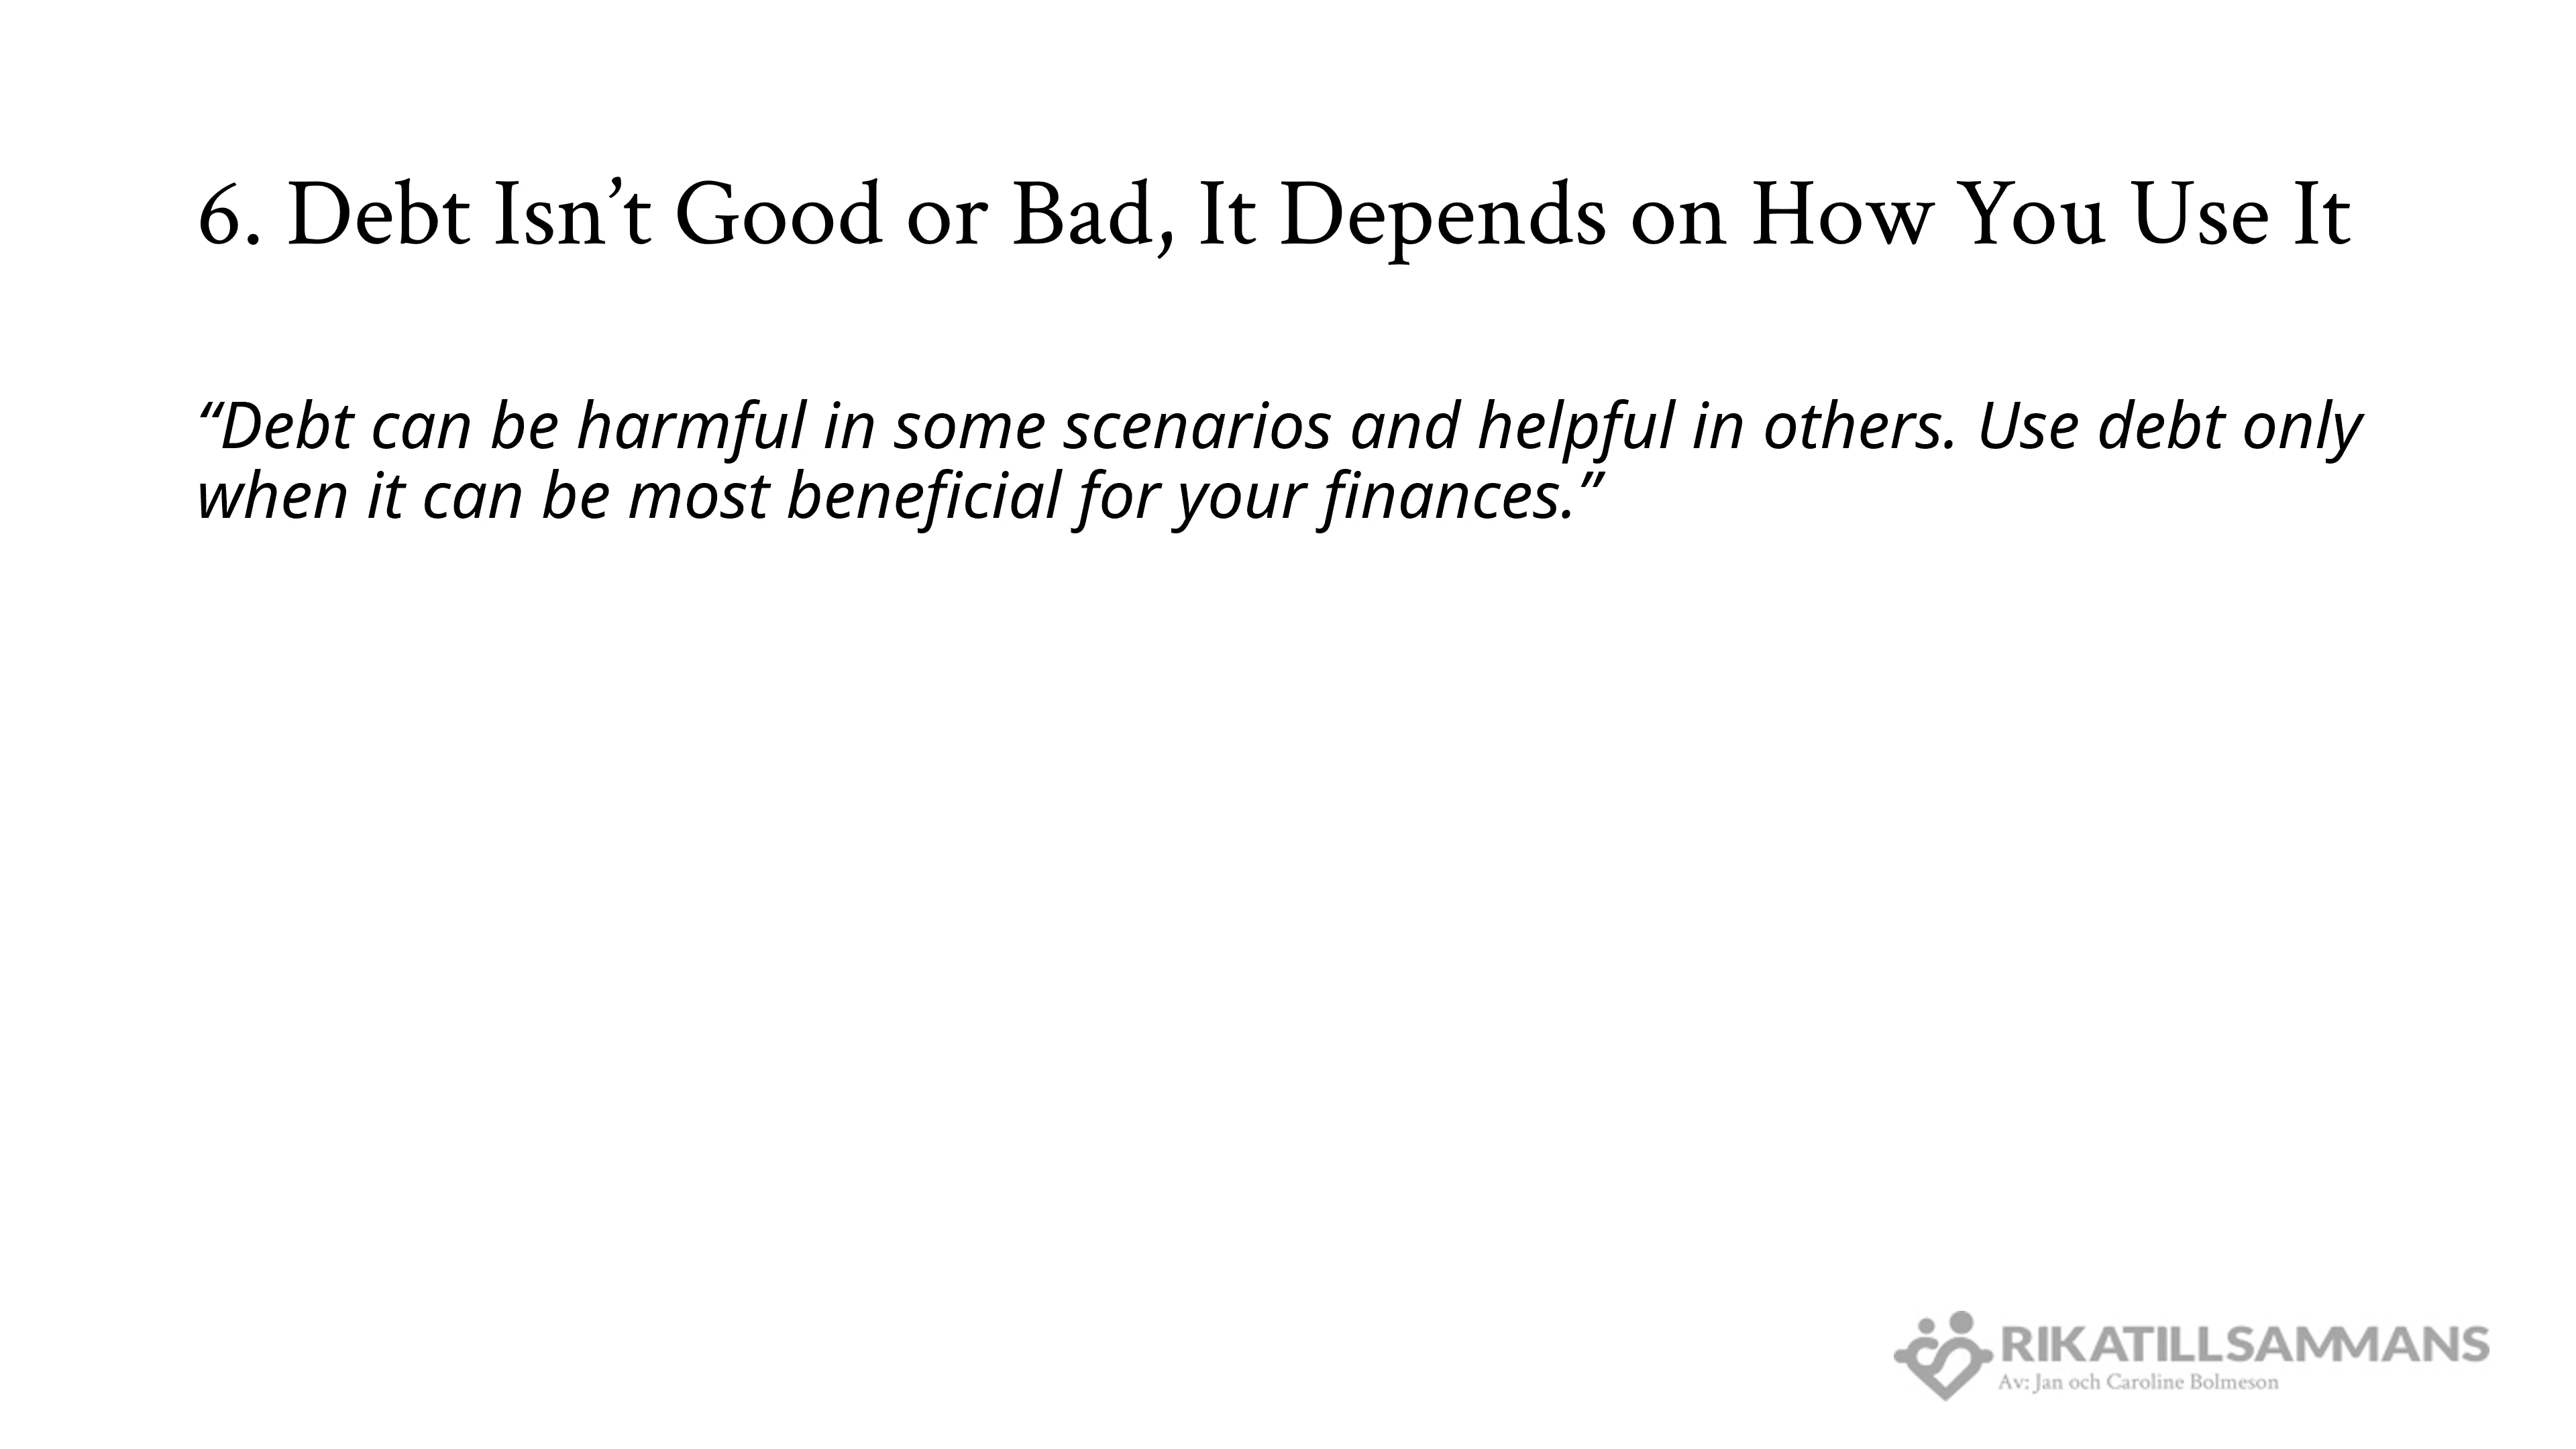 6. Debt Isn’t Good or Bad, It Depends on How You Use It
“Debt can be harmful in some scenarios and helpful in others. Use debt only
when it can be most beneficial for your finances.”
RIKATILLSAMMANS
Av: Jan och Caroline Bolmeson